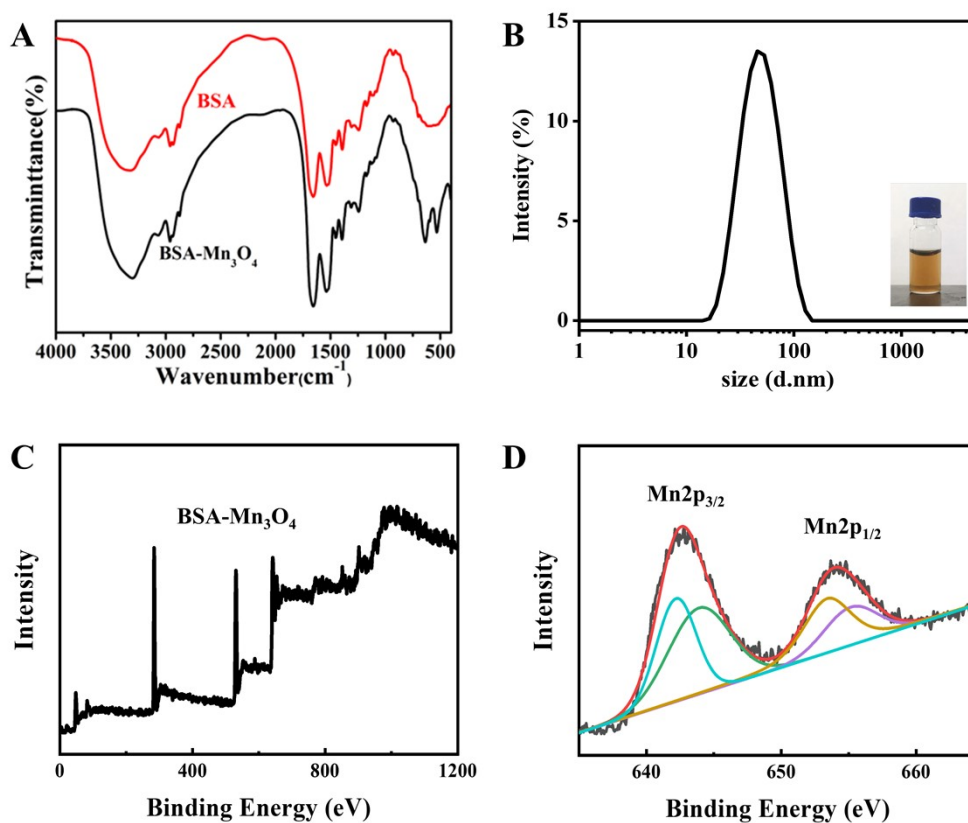 A
Transminttance(%)
BSA
BSA-Mn₃O₄
4000 3500 3000 2500 2000 1500 1000 500
Wavenumber(cm⁻¹)
B
Intensity (%)
15
10
5
0
1 10 100 1000
size (d.nm)
C
Intensity
BSA-Mn₃O₄
0 400 800 1200
Binding Energy (eV)
D
Intensity
Mn2p₃/₂
Mn2p₁/₂
640 650 660
Binding Energy (eV)